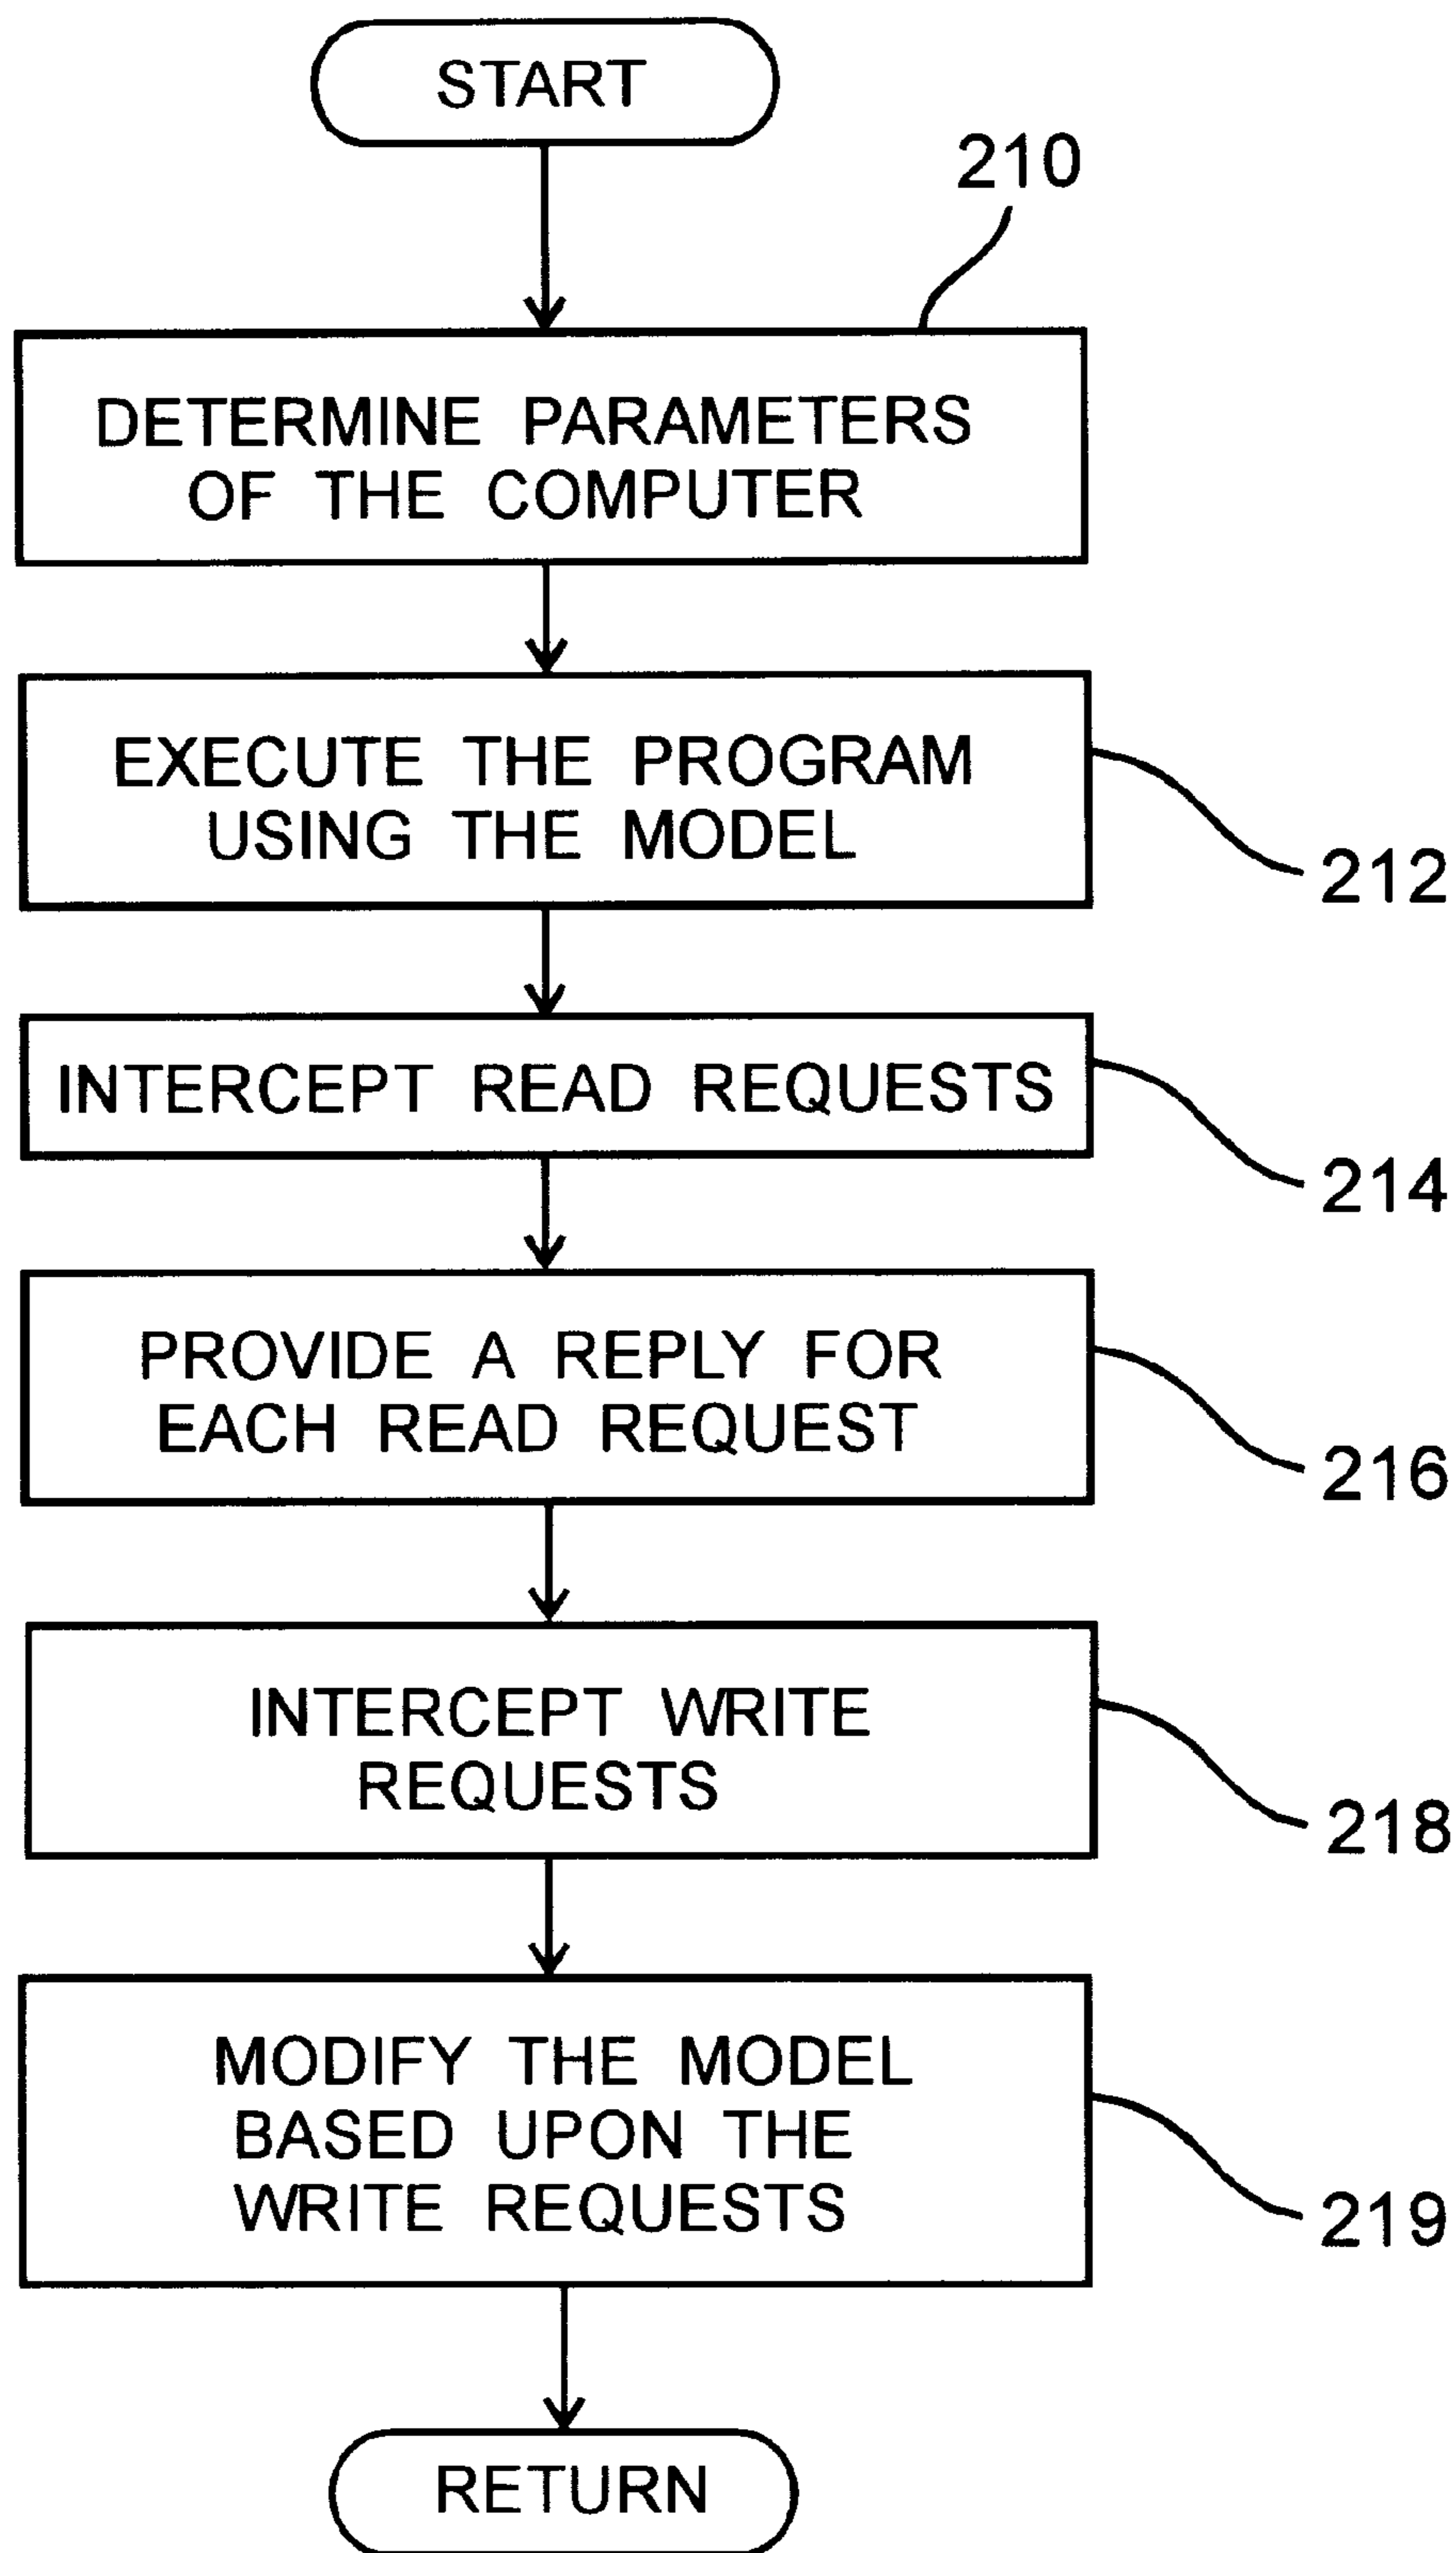 START
210
DETERMINE PARAMETERS
OF THE COMPUTER
EXECUTE THE PROGRAM
USING THE MODEL
212
INTERCEPT READ REQUESTS
214
PROVIDE A REPLY FOR
EACH READ REQUEST
216
INTERCEPT WRITE
REQUESTS
218
MODIFY THE MODEL
BASED UPON THE
WRITE REQUESTS
219
RETURN